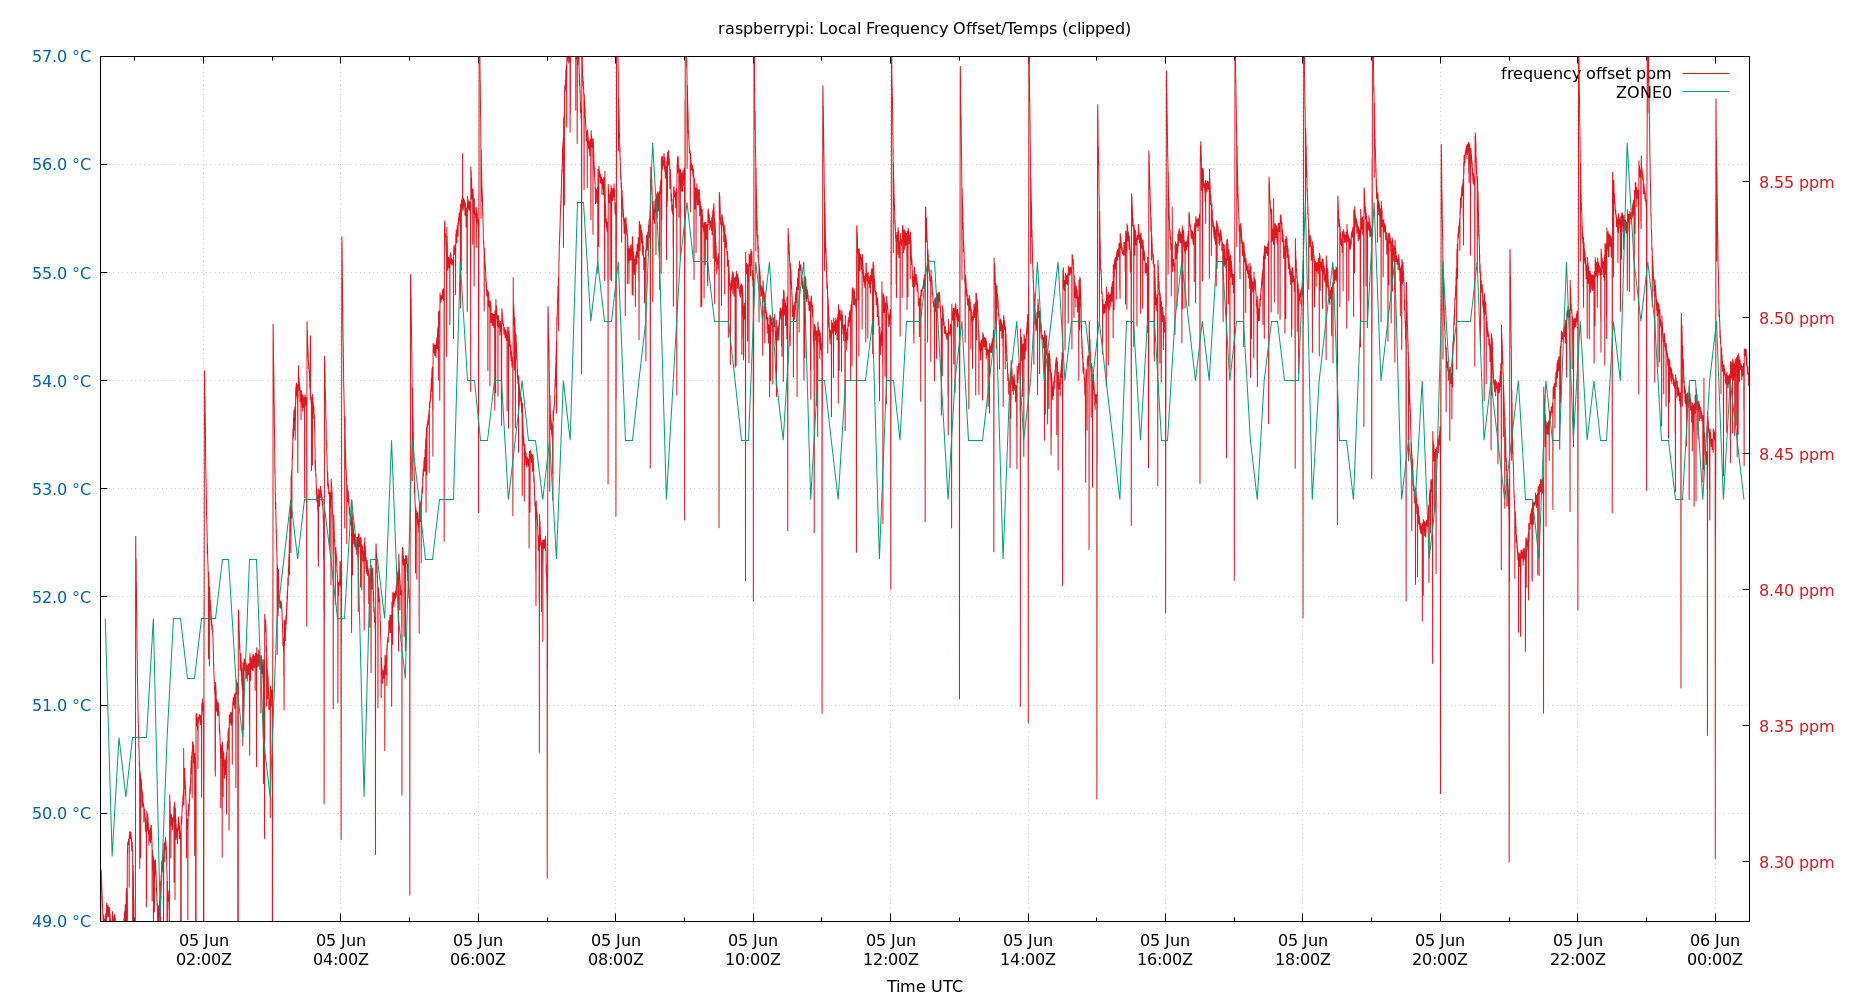 raspberrypi: Local Frequency Offset/Temps (clipped)
57.0 °C
56.0 °C
55.0 °C
54.0 °C
53.0 °C
52.0 °C
51.0 °C
50.0 °C
49.0 °C
frequency offset ppm
ZONE0
8.55 ppm
8.50 ppm
8.45 ppm
8.40 ppm
8.35 ppm
8.30 ppm
05 Jun
02:00Z
05 Jun
04:00Z
05 Jun
06:00Z
05 Jun
08:00Z
05 Jun
10:00Z
05 Jun
12:00Z
05 Jun
14:00Z
05 Jun
16:00Z
05 Jun
18:00Z
05 Jun
20:00Z
05 Jun
22:00Z
06 Jun
00:00Z
Time UTC